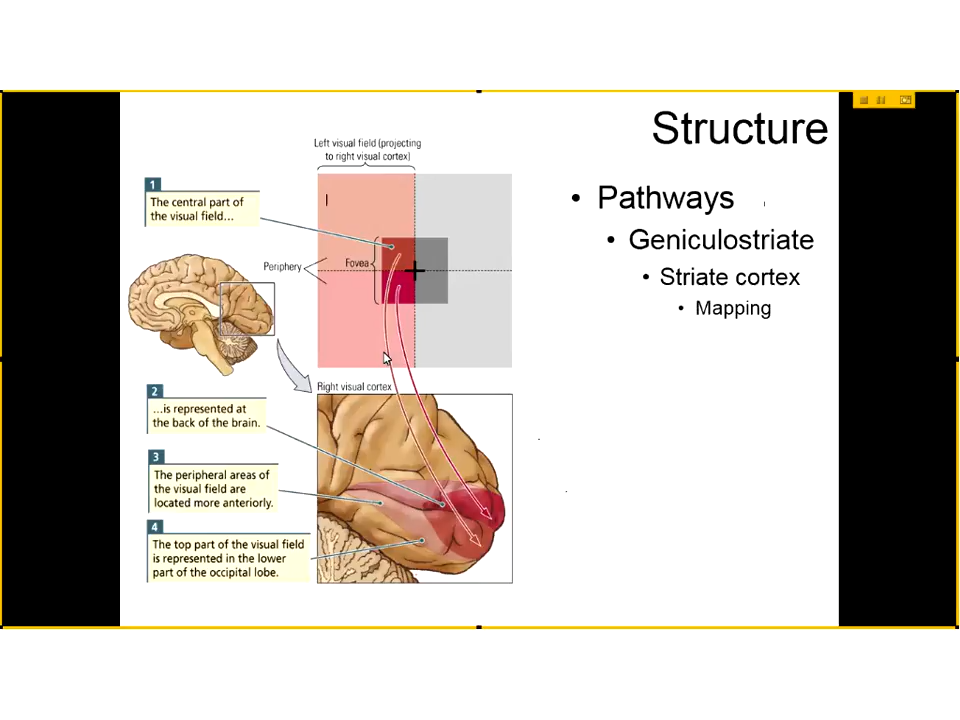 Structure
Left visual field (projecting
to right visual cortex)
1
The central part of
the visual field...
Periphery
Fovea
Right visual cortex
2
...is represented at
the back of the brain.
3
The peripheral areas of
the visual field are
located more anteriorly.
4
The top part of the visual field
is represented in the lower
part of the occipital lobe.
• Pathways
• Geniculostriate
• Striate cortex
• Mapping